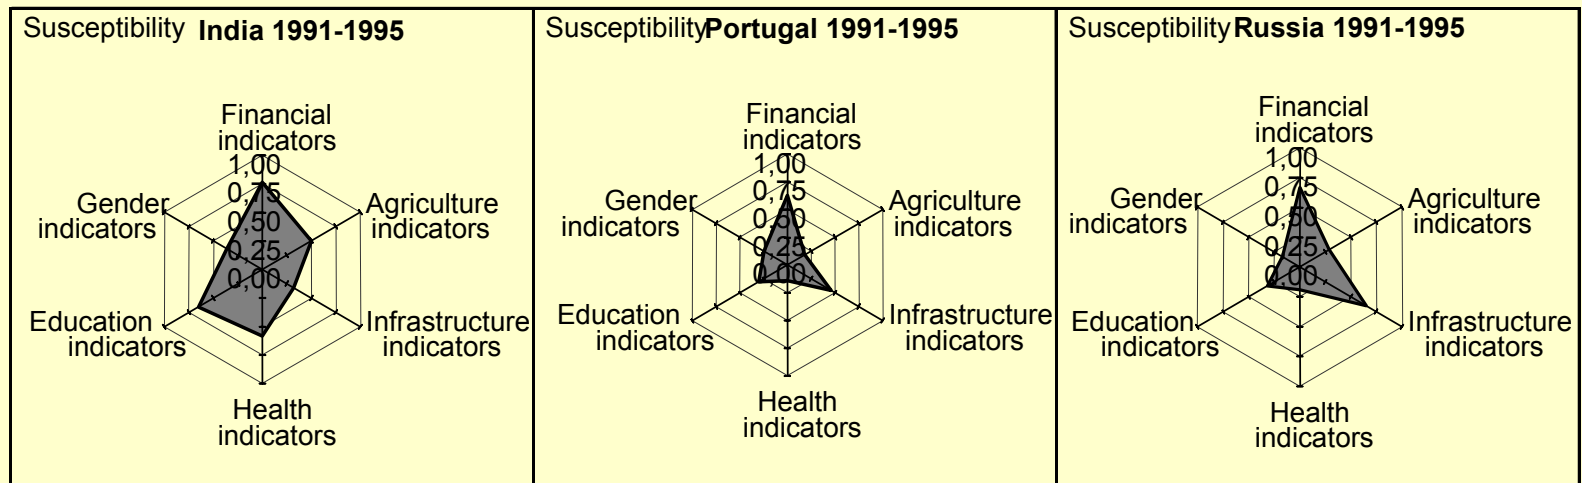 Susceptibility India 1991-1995
Financial
indicators
1,00
0,75
0,50
0,25
0,00
Gender
indicators
Agriculture
indicators
Education
indicators
Infrastructure
indicators
Health
indicators
Susceptibility Portugal 1991-1995
Financial
indicators
1,00
0,75
0,50
0,25
0,00
Gender
indicators
Agriculture
indicators
Education
indicators
Infrastructure
indicators
Health
indicators
Susceptibility Russia 1991-1995
Financial
indicators
1,00
0,75
0,50
0,25
0,00
Gender
indicators
Agriculture
indicators
Education
indicators
Infrastructure
indicators
Health
indicators